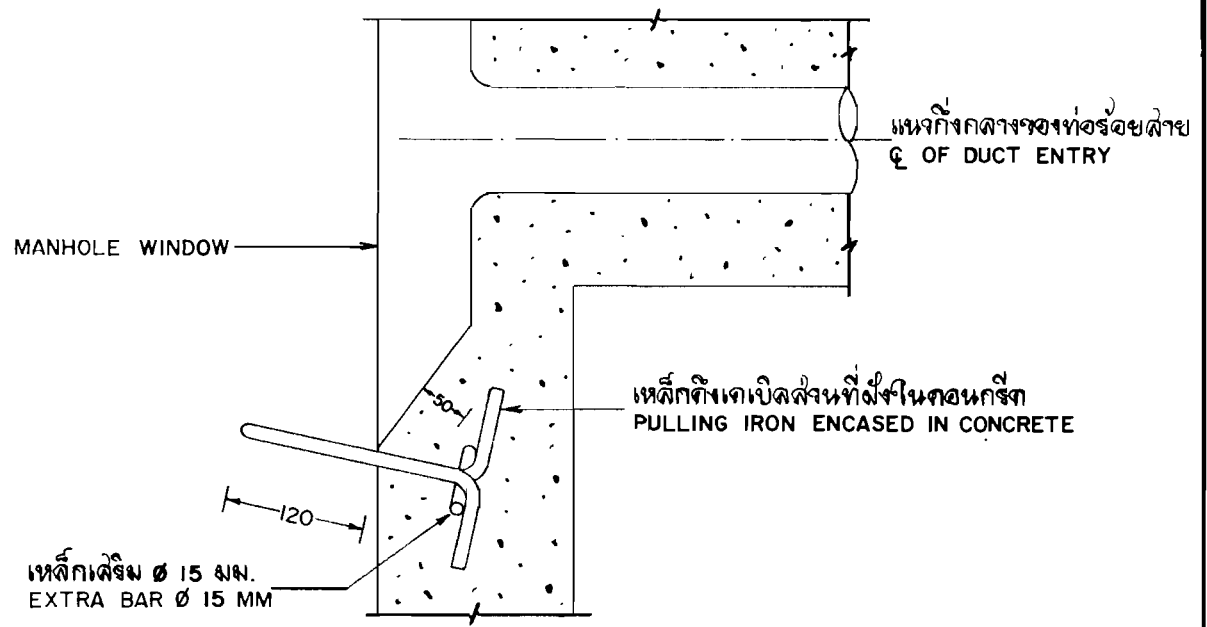 แนวกึ่งกลางของท่อร้อยสาย
℄ OF DUCT ENTRY
MANHOLE WINDOW
50
เหล็กดึงเคเบิลส่วนที่ฝังในคอนกรีต
PULLING IRON ENCASED IN CONCRETE
120
เหล็กเสริม Ø 15 มม.
EXTRA BAR Ø 15 MM